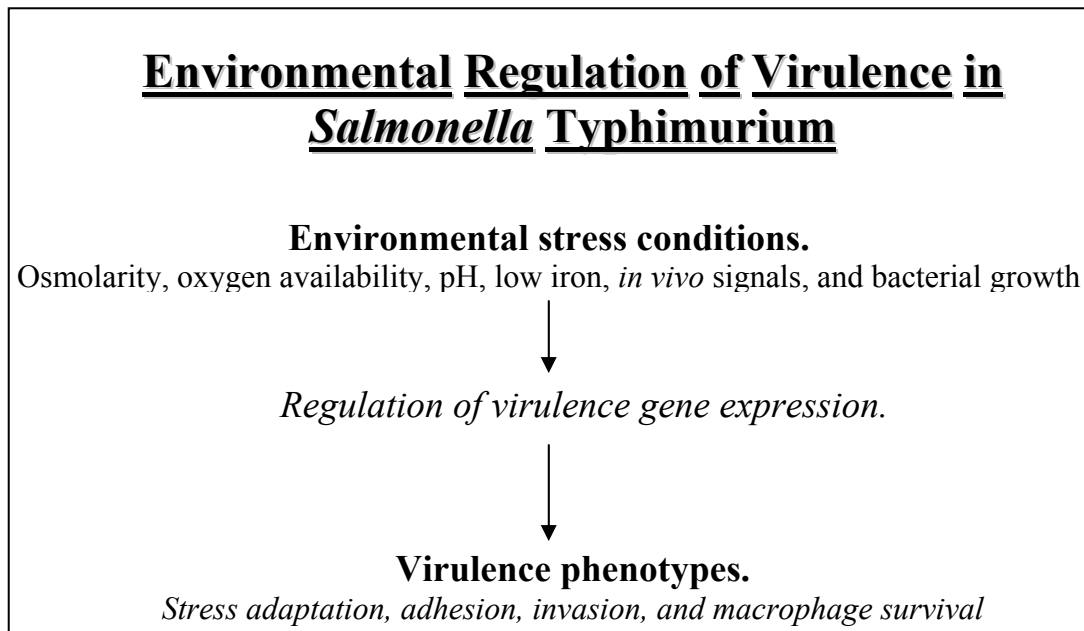 Environmental Regulation of Virulence in
Salmonella Typhimurium
Environmental stress conditions.
Osmolarity, oxygen availability, pH, low iron, in vivo signals, and bacterial growth
Regulation of virulence gene expression.
Virulence phenotypes.
Stress adaptation, adhesion, invasion, and macrophage survival